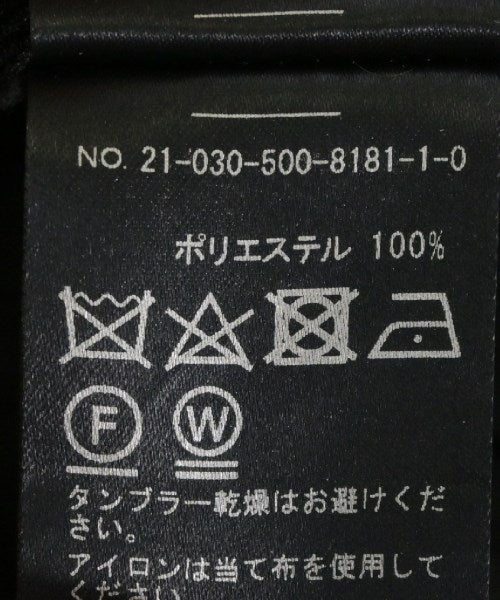 NO. 21-030-500-8181-1-0
ポリエステル 100%
F W
タンブラー乾燥はお避けくだ
さい。
アイロンは当て布を使用して
ください